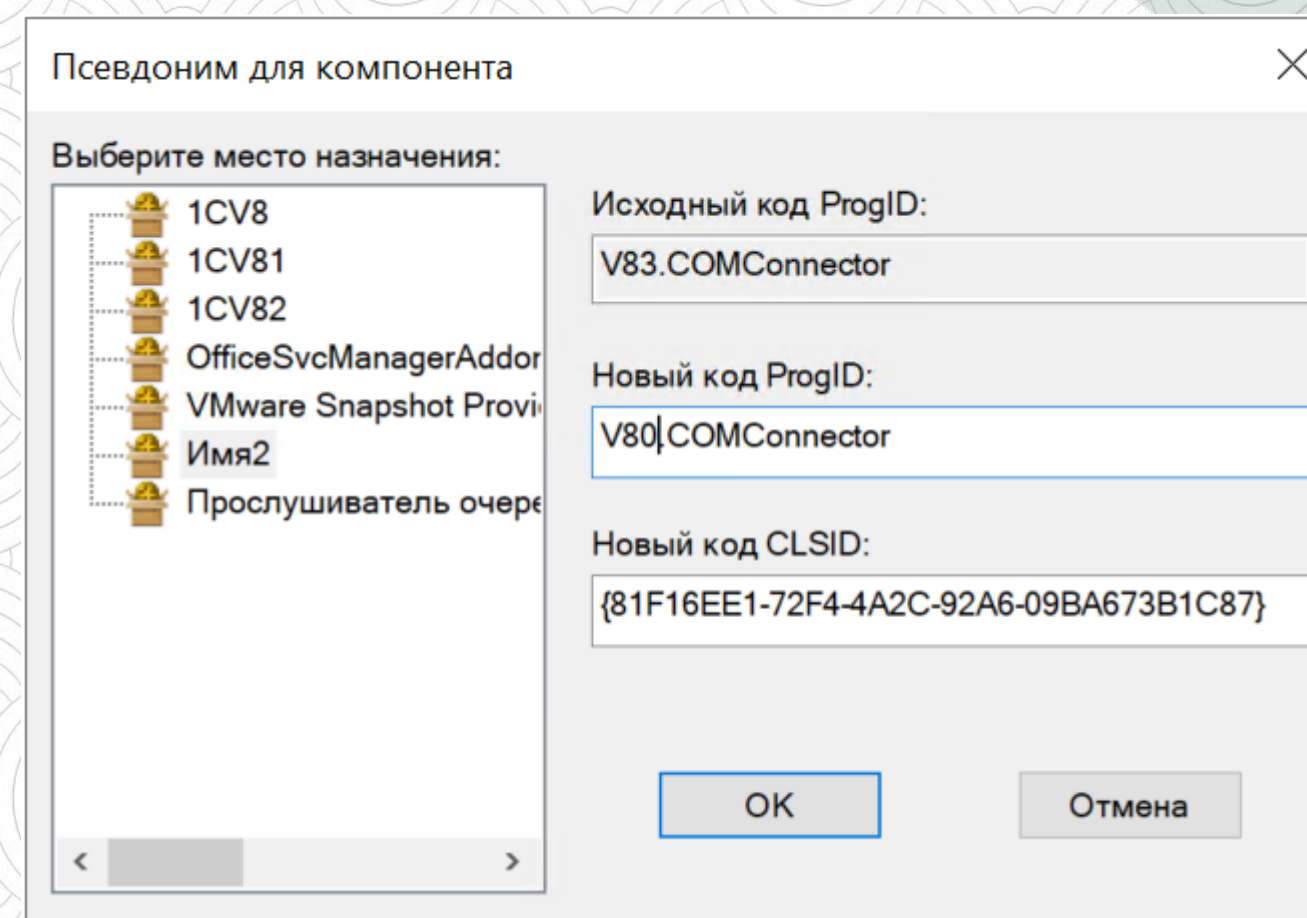 Псевдоним для компонента
Выберите место назначения:
1CV8
1CV81
1CV82
OfficeSvcManagerAddor
VMware Snapshot Provi
Имя2
Прослушиватель очере
Исходный код ProgID:
V83.COMConnector
Новый код ProgID:
V80.COMConnector
Новый код CLSID:
{81F16EE1-72F4-4A2C-92A6-09BA673B1C87}
OK
Отмена